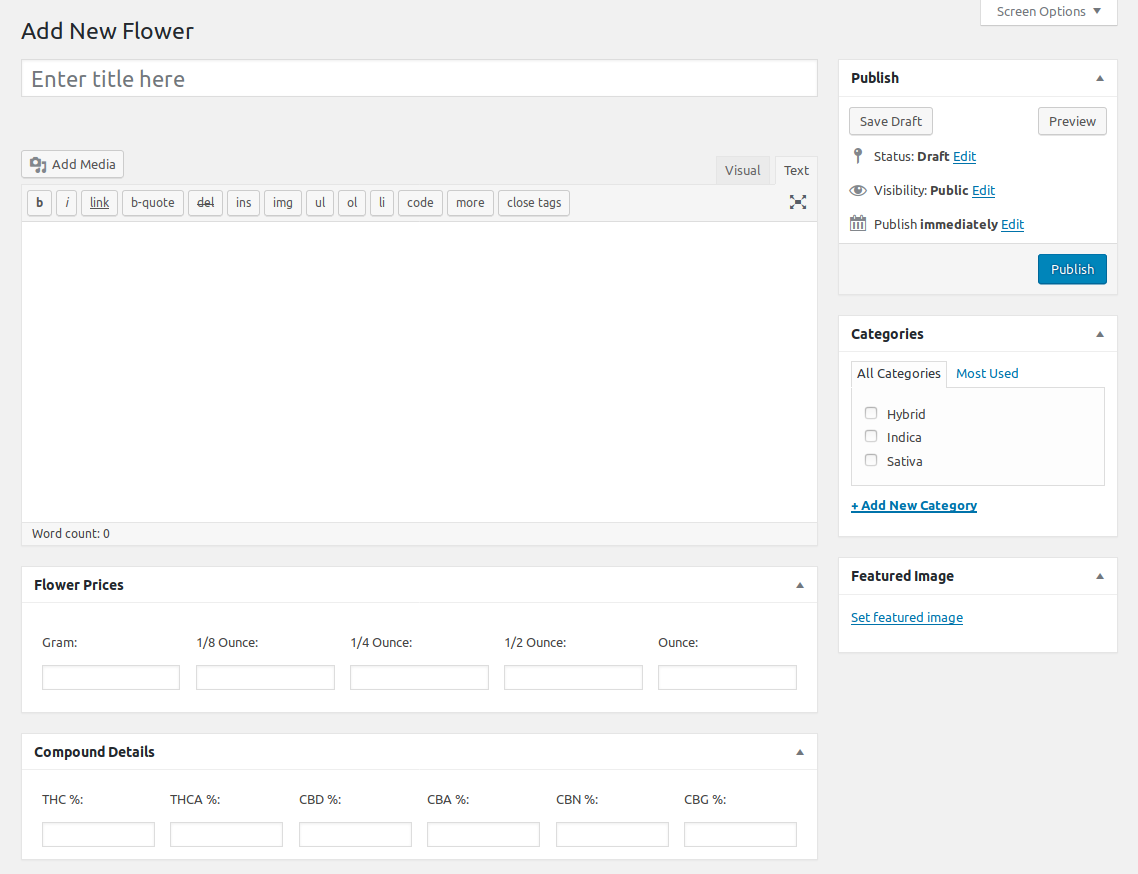 Screen Options
Add New Flower
Enter title here
Add Media
Visual
Text
b
i
link
b-quote
del
ins
img
ul
ol
li
code
more
close tags
Word count: 0
Flower Prices
Gram:
1/8 Ounce:
1/4 Ounce:
1/2 Ounce:
Ounce:
Compound Details
THC %:
THCA %:
CBD %:
CBA %:
CBN %:
CBG %:
Publish
Save Draft
Preview
Status: Draft Edit
Visibility: Public Edit
Publish immediately Edit
Publish
Categories
All Categories
Most Used
Hybrid
Indica
Sativa
+ Add New Category
Featured Image
Set featured image